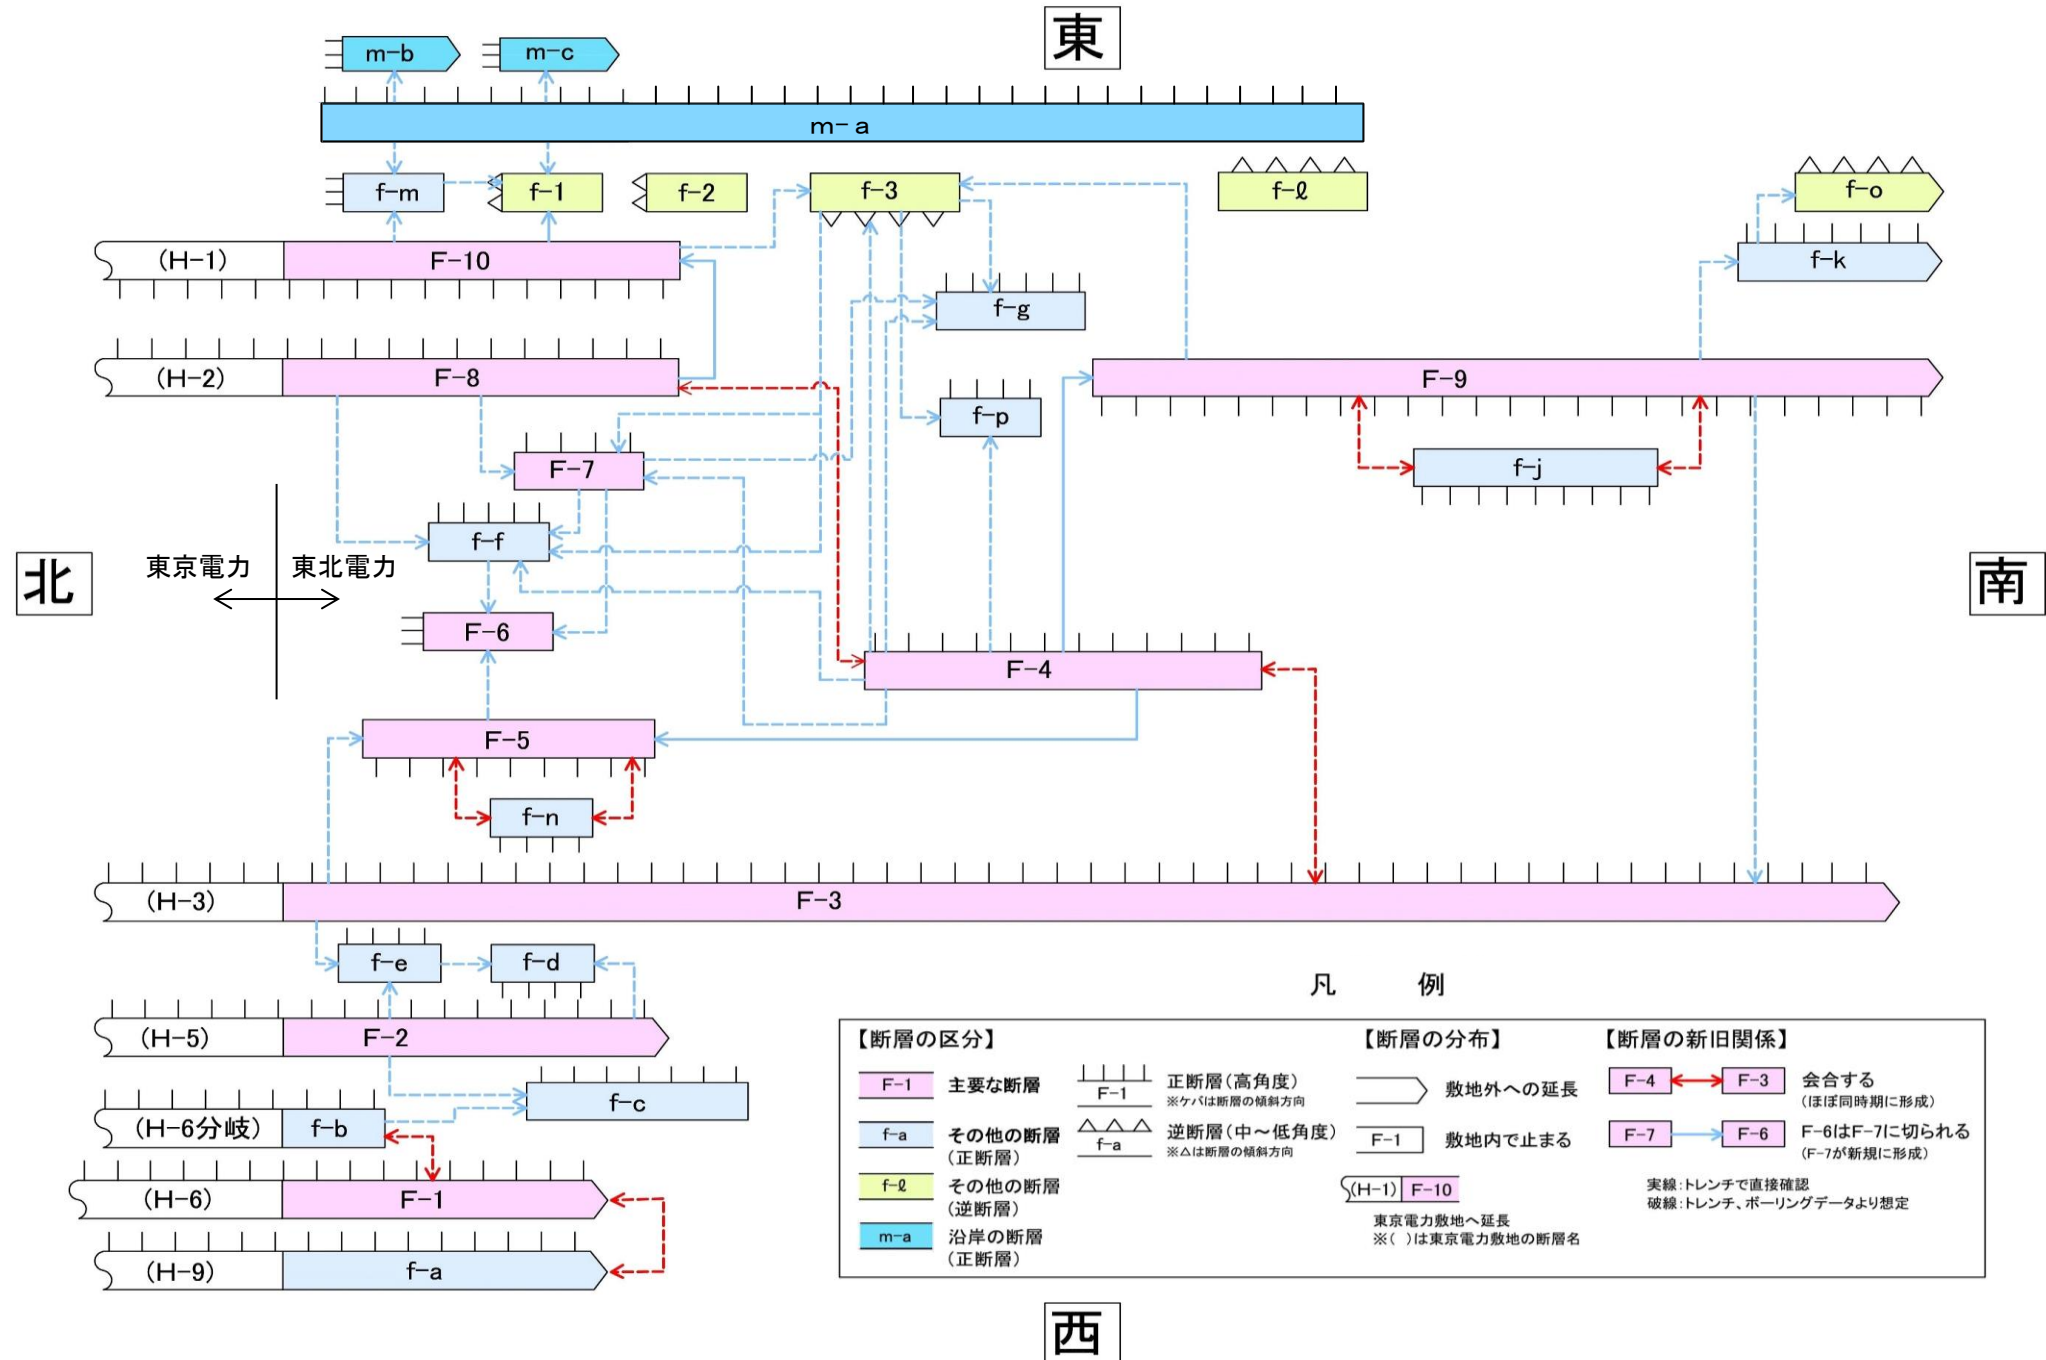 東
m-b
m-c
m-a
f-m
f-1
f-2
f-3
f-ℓ
f-o
(H-1)
F-10
f-k
f-g
(H-2)
F-8
F-9
f-p
F-7
f-j
f-f
北
東京電力
東北電力
南
F-6
F-4
F-5
f-n
(H-3)
F-3
f-e
f-d
(H-5)
F-2
f-c
(H-6分岐)
f-b
(H-6)
F-1
(H-9)
f-a
西
凡 例
【断層の区分】
F-1
主要な断層
f-a
その他の断層
(正断層)
f-ℓ
その他の断層
(逆断層)
m-a
沿岸の断層
(正断層)
F-1
正断層(高角度)
※ケバは断層の傾斜方向
f-a
逆断層(中～低角度)
※△は断層の傾斜方向
【断層の分布】
敷地外への延長
F-1
敷地内で止まる
(H-1) F-10
東京電力敷地へ延長
※( )は東京電力敷地の断層名
【断層の新旧関係】
F-4 F-3
会合する
(ほぼ同時期に形成)
F-7 F-6
F-6はF-7に切られる
(F-7が新規に形成)
実線:トレンチで直接確認
破線:トレンチ、ボーリングデータより想定